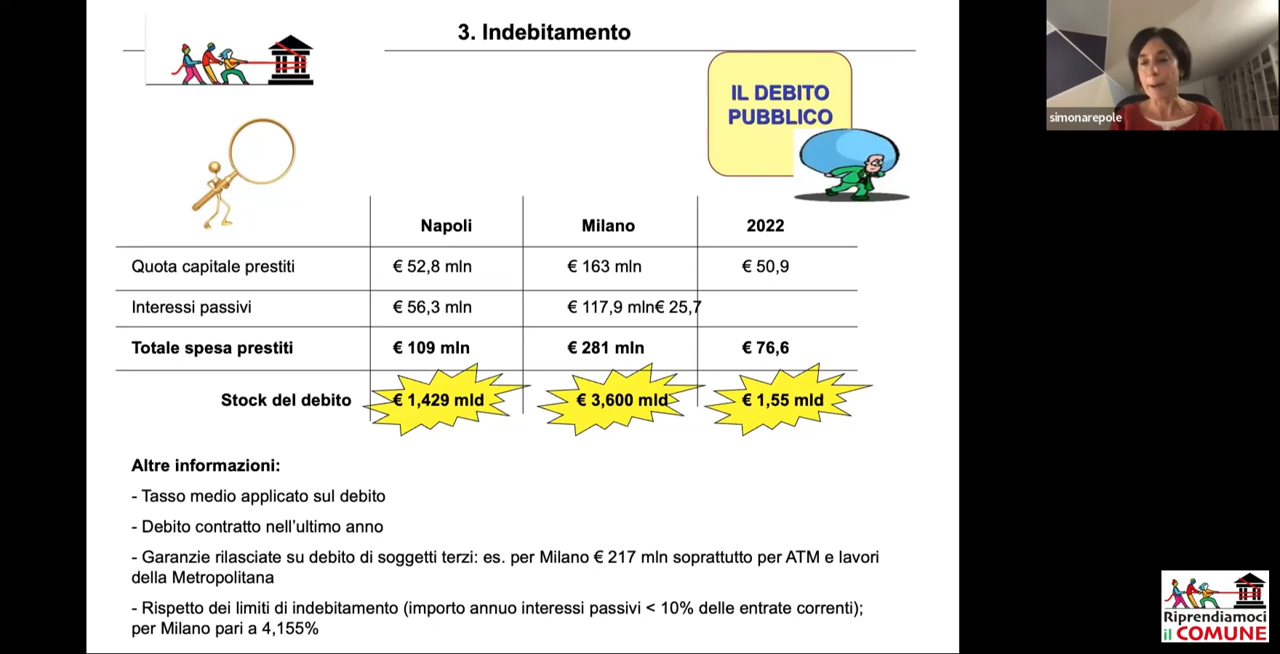 3. Indebitamento
IL DEBITO
PUBBLICO
simonarepole
Napoli Milano 2022
Quota capitale prestiti € 52,8 mln € 163 mln € 50,9
Interessi passivi € 56,3 mln € 117,9 mln€ 25,7
Totale spesa prestiti € 109 mln € 281 mln € 76,6
Stock del debito € 1,429 mld € 3,600 mld € 1,55 mld
Altre informazioni:
- Tasso medio applicato sul debito
- Debito contratto nell'ultimo anno
- Garanzie rilasciate su debito di soggetti terzi: es. per Milano € 217 mln soprattutto per ATM e lavori
della Metropolitana
- Rispetto dei limiti di indebitamento (importo annuo interessi passivi < 10% delle entrate correnti);
per Milano pari a 4,155%
Riprendiamoci
il COMUNE